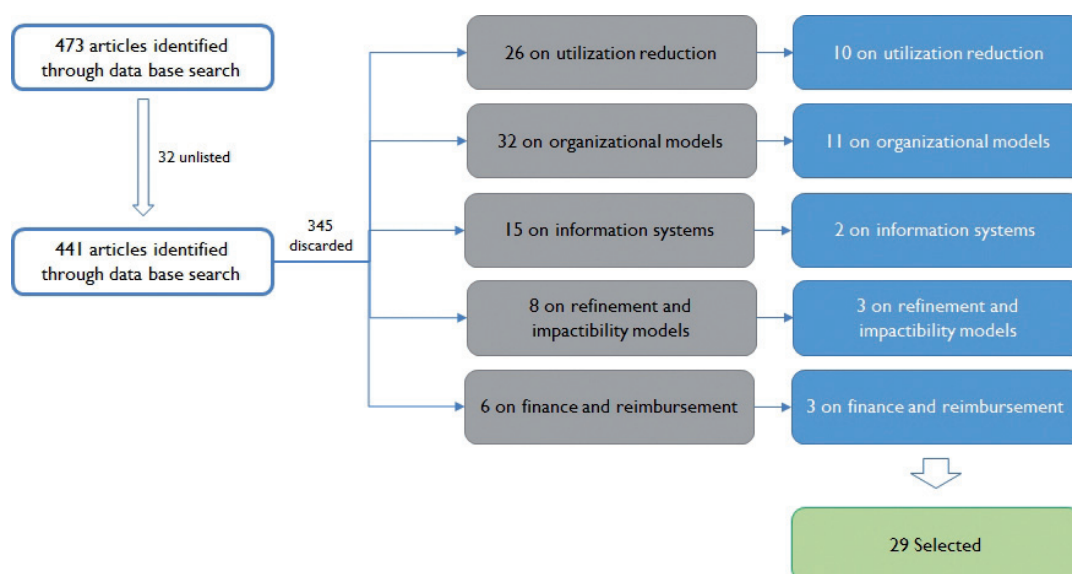 473 articles identified
through data base search
32 unlisted
441 articles identified
through data base search
345
discarded
26 on utilization reduction
10 on utilization reduction
32 on organizational models
11 on organizational models
15 on information systems
2 on information systems
8 on refinement and
impactibility models
3 on refinement and
impactibility models
6 on finance and reimbursement
3 on finance and reimbursement
29 Selected